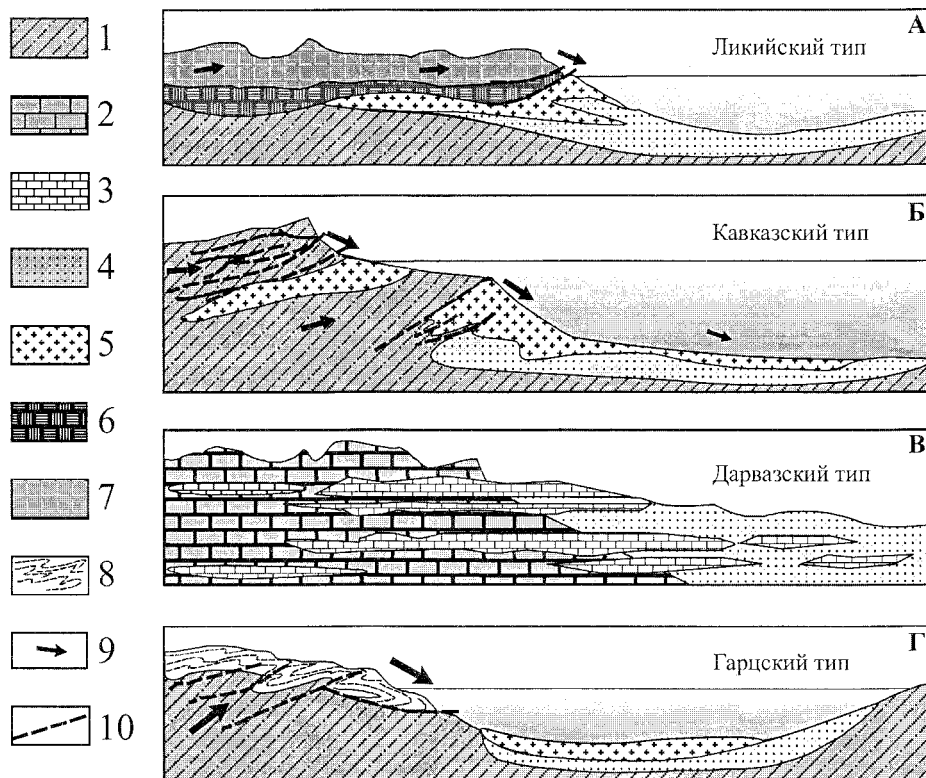 1
2
3
4
5
6
7
8
9
10
А
Ликийский тип
Б
Кавказский тип
В
Дарвазский тип
Г
Гарцский тип